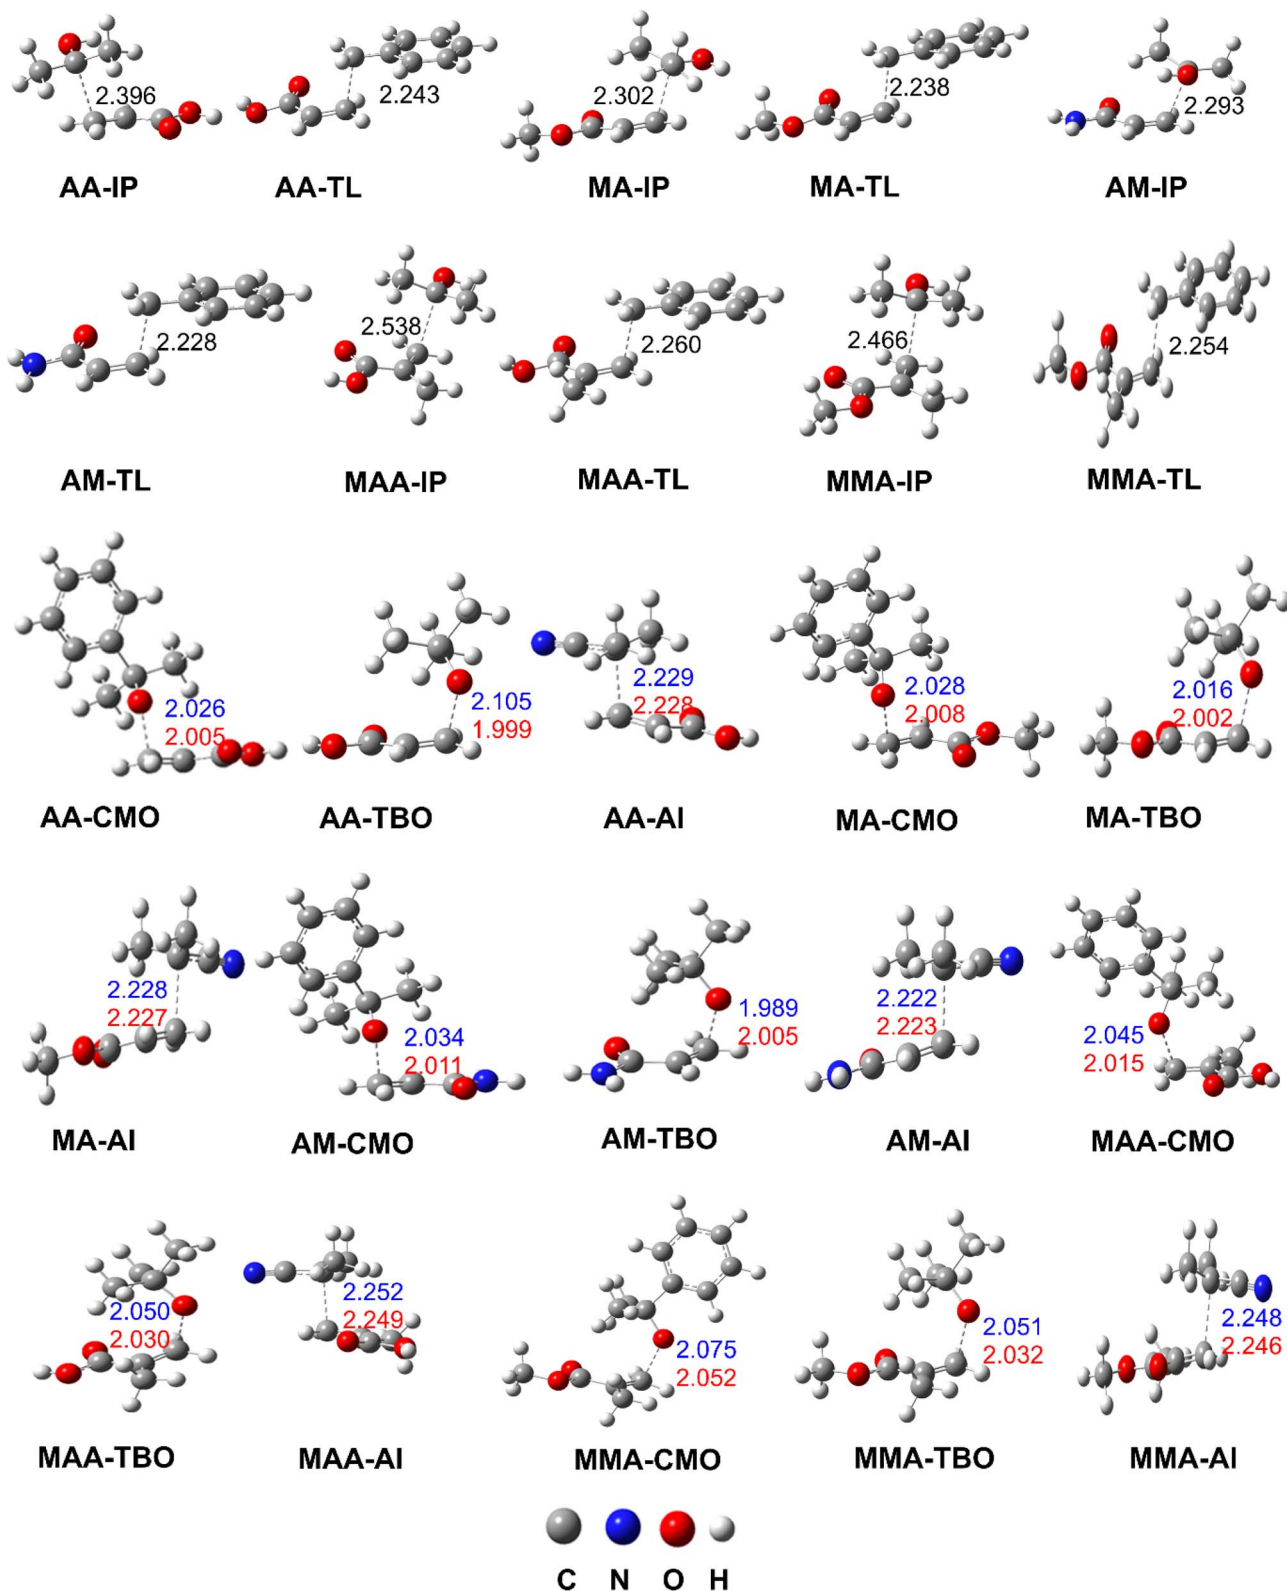 2.396
2.243
2.302
2.238
2.293
AA-IP
AA-TL
MA-IP
MA-TL
AM-IP
2.228
2.538
2.260
2.466
2.254
AM-TL
MAA-IP
MAA-TL
MMA-IP
MMA-TL
2.026
2.005
2.105
1.999
2.229
2.228
2.028
2.008
2.016
2.002
AA-CMO
AA-TBO
AA-AI
MA-CMO
MA-TBO
2.228
2.227
2.034
2.011
1.989
2.005
2.222
2.223
2.045
2.015
MA-AI
AM-CMO
AM-TBO
AM-AI
MAA-CMO
2.050
2.030
2.252
2.249
2.075
2.052
2.051
2.032
2.248
2.246
MAA-TBO
MAA-AI
MMA-CMO
MMA-TBO
MMA-AI
C N O H